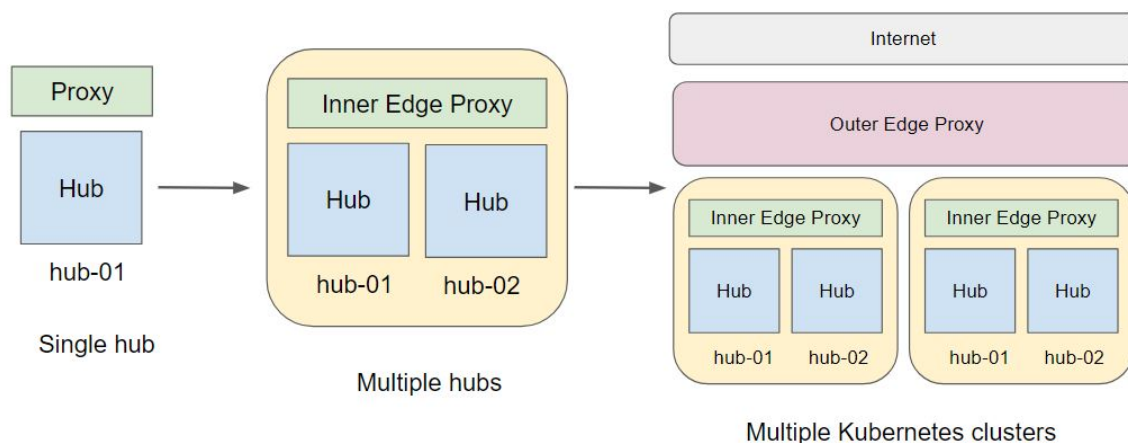 Proxy
Hub
hub-01
Single hub
Inner Edge Proxy
Hub
Hub
hub-01
hub-02
Multiple hubs
Internet
Outer Edge Proxy
Inner Edge Proxy
Hub
Hub
hub-01
hub-02
Inner Edge Proxy
Hub
Hub
hub-01
hub-02
Multiple Kubernetes clusters